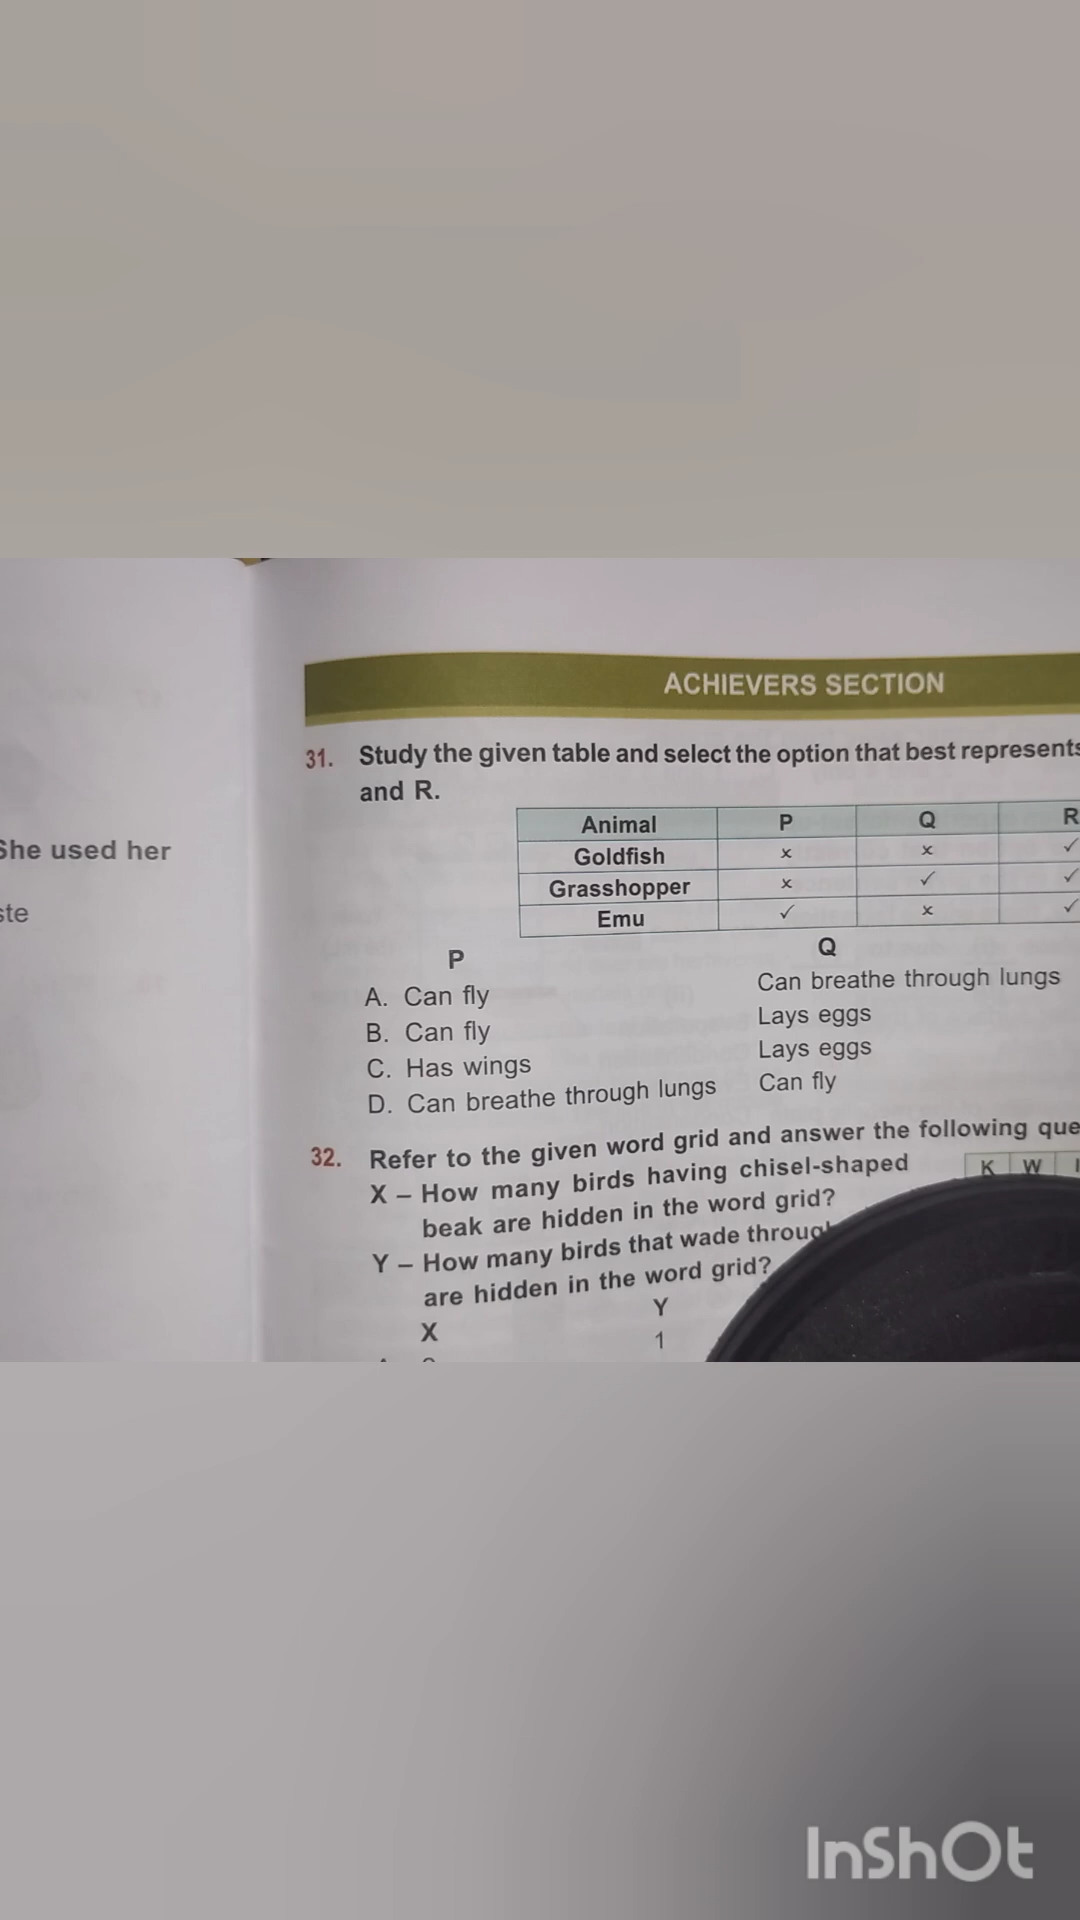 She used her
ste
ACHIEVERS SECTION
31. Study the given table and select the option that best represents
and R.
Animal P Q R
Goldfish x x ✓
Grasshopper x ✓ ✓
Emu ✓ x ✓
P Q
A. Can fly Can breathe through lungs
B. Can fly Lays eggs
C. Has wings Lays eggs
D. Can breathe through lungs Can fly
32. Refer to the given word grid and answer the following que
X – How many birds having chisel-shaped K W
beak are hidden in the word grid?
Y – How many birds that wade through
are hidden in the word grid?
X Y
1
InShOt